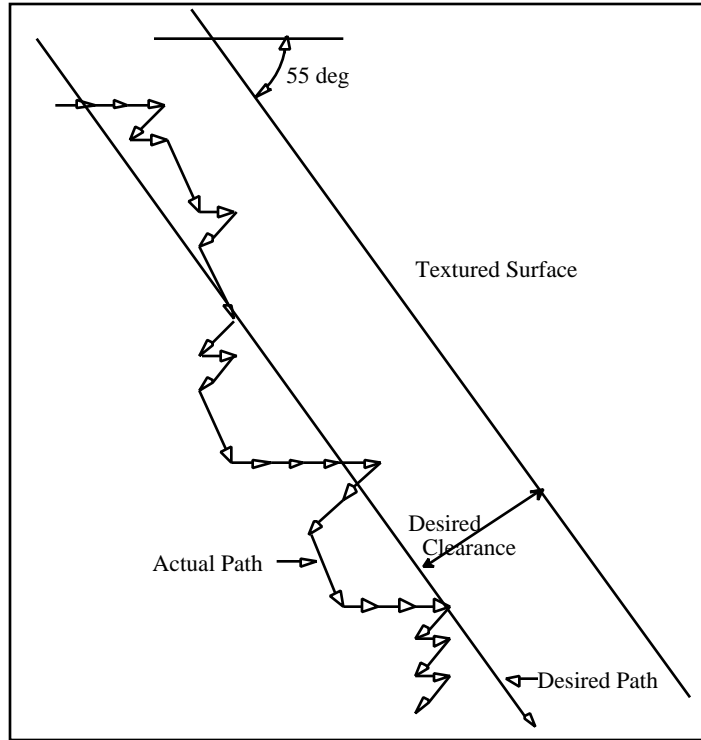 55 deg
Textured Surface
Desired
Clearance
Actual Path
Desired Path